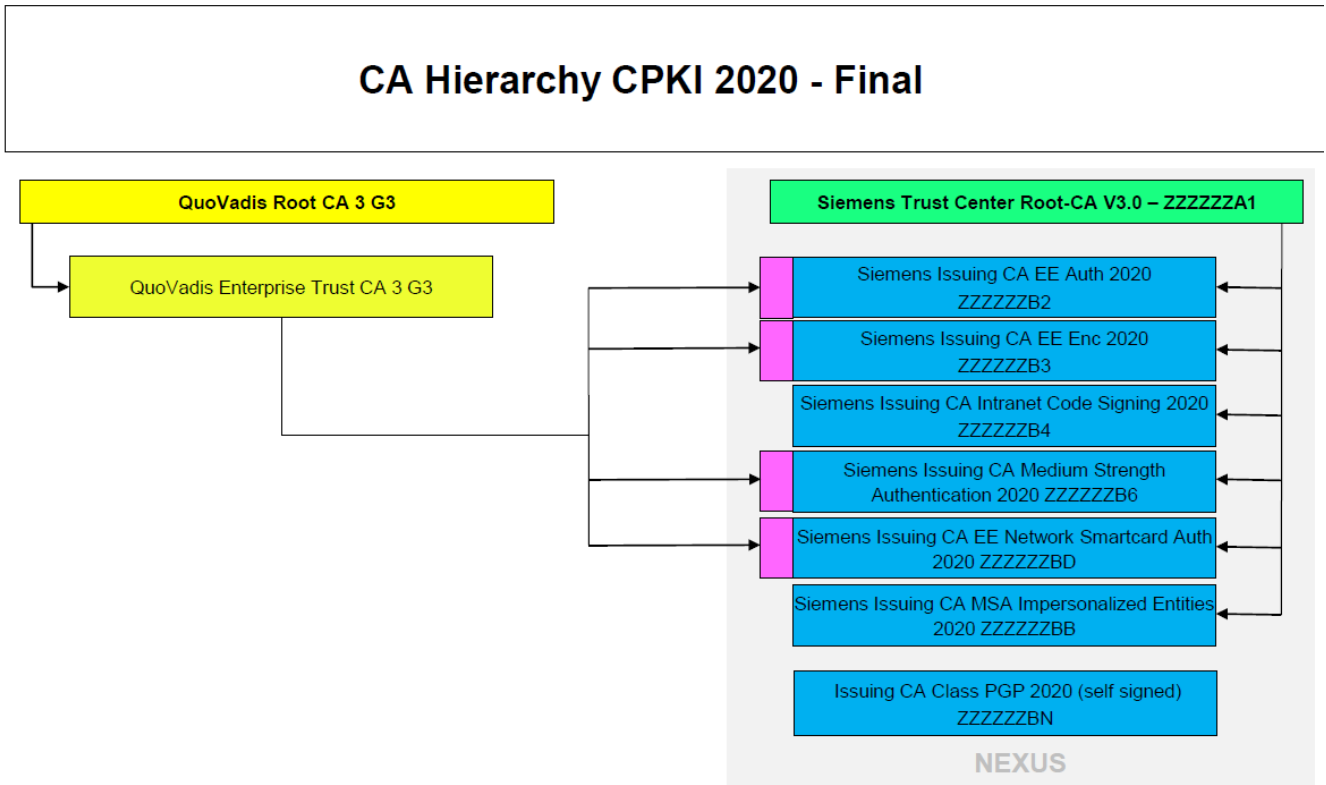 CA Hierarchy CPKI 2020 - Final
QuoVadis Root CA 3 G3
QuoVadis Enterprise Trust CA 3 G3
Siemens Trust Center Root-CA V3.0 – ZZZZZZA1
Siemens Issuing CA EE Auth 2020
ZZZZZZB2
Siemens Issuing CA EE Enc 2020
ZZZZZZB3
Siemens Issuing CA Intranet Code Signing 2020
ZZZZZZB4
Siemens Issuing CA Medium Strength
Authentication 2020 ZZZZZZB6
Siemens Issuing CA EE Network Smartcard Auth
2020 ZZZZZZBD
Siemens Issuing CA MSA Impersonalized Entities
2020 ZZZZZZBB
Issuing CA Class PGP 2020 (self signed)
ZZZZZZBN
NEXUS